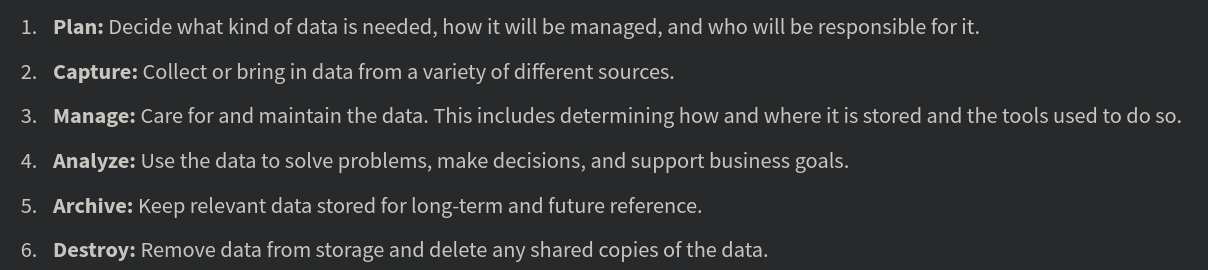 1. Plan: Decide what kind of data is needed, how it will be managed, and who will be responsible for it.
2. Capture: Collect or bring in data from a variety of different sources.
3. Manage: Care for and maintain the data. This includes determining how and where it is stored and the tools used to do so.
4. Analyze: Use the data to solve problems, make decisions, and support business goals.
5. Archive: Keep relevant data stored for long-term and future reference.
6. Destroy: Remove data from storage and delete any shared copies of the data.